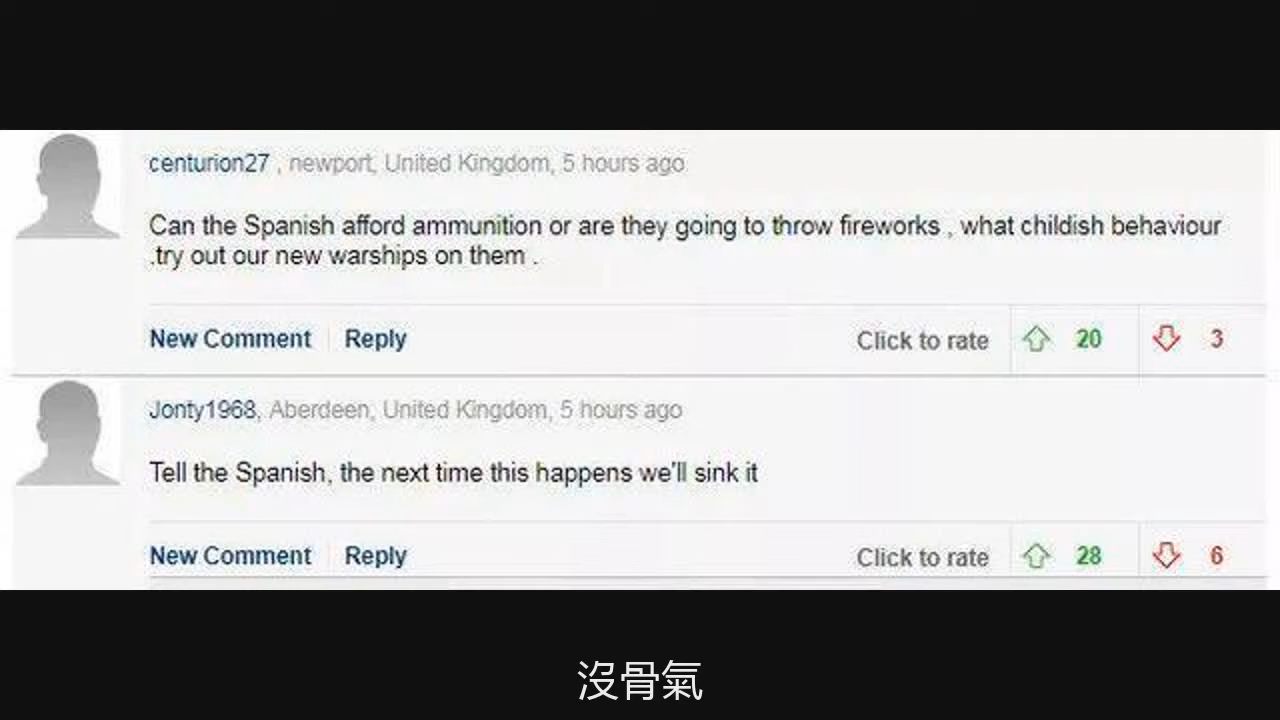 centurion27 , newport, United Kingdom, 5 hours ago
Can the Spanish afford ammunition or are they going to throw fireworks , what childish behaviour
.try out our new warships on them .
New Comment Reply Click to rate 20 3
Jonty1968, Aberdeen, United Kingdom, 5 hours ago
Tell the Spanish, the next time this happens we'll sink it
New Comment Reply Click to rate 28 6
沒骨氣